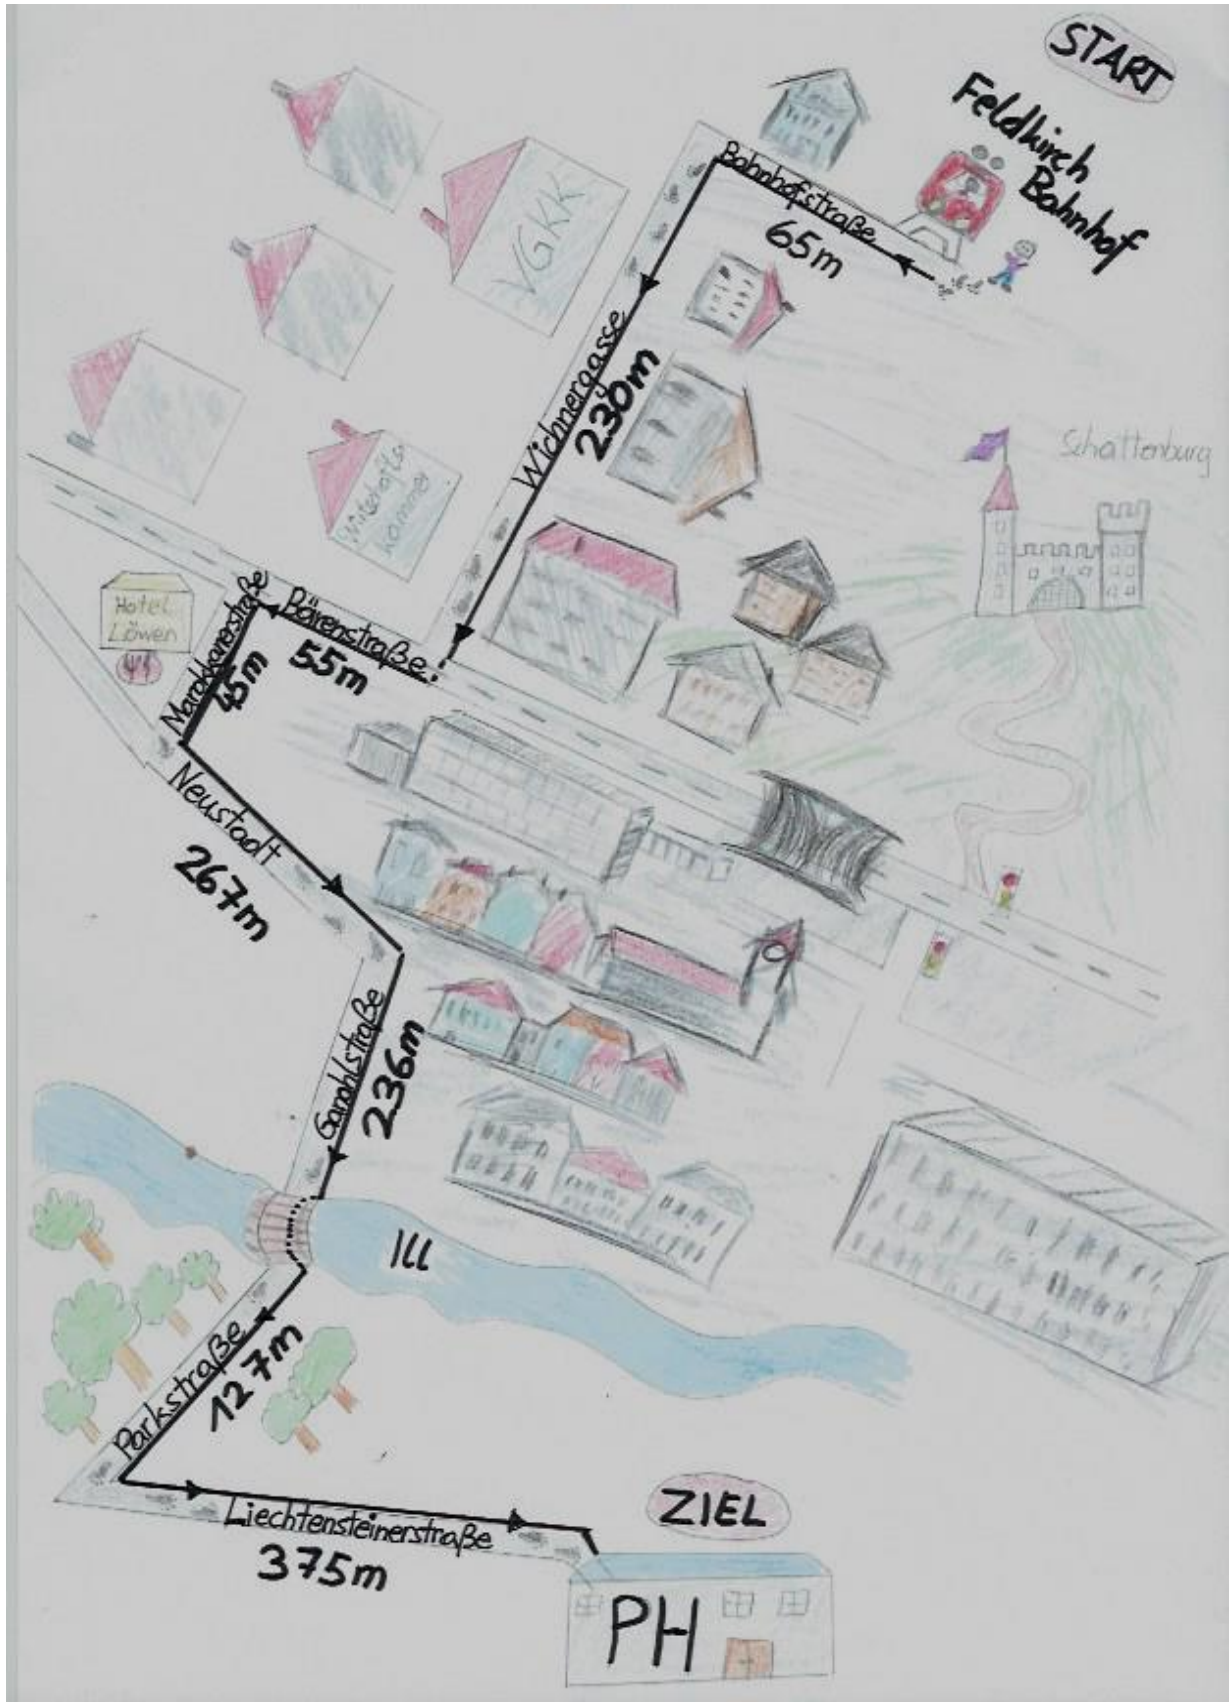 START
Feldkirch
Bahnhof
Bahnhofstraße
65m
VGKK
Wichnergasse
230m
Schattenburg
Wirtschafts
kammer
Hotel
Löwen
Marokkanerstraße
45m
Bärenstraße
55m
Neustadt
267m
Ganahlstraße
236m
Ill
Parkstraße
127m
Liechtensteinerstraße
375m
ZIEL
PH